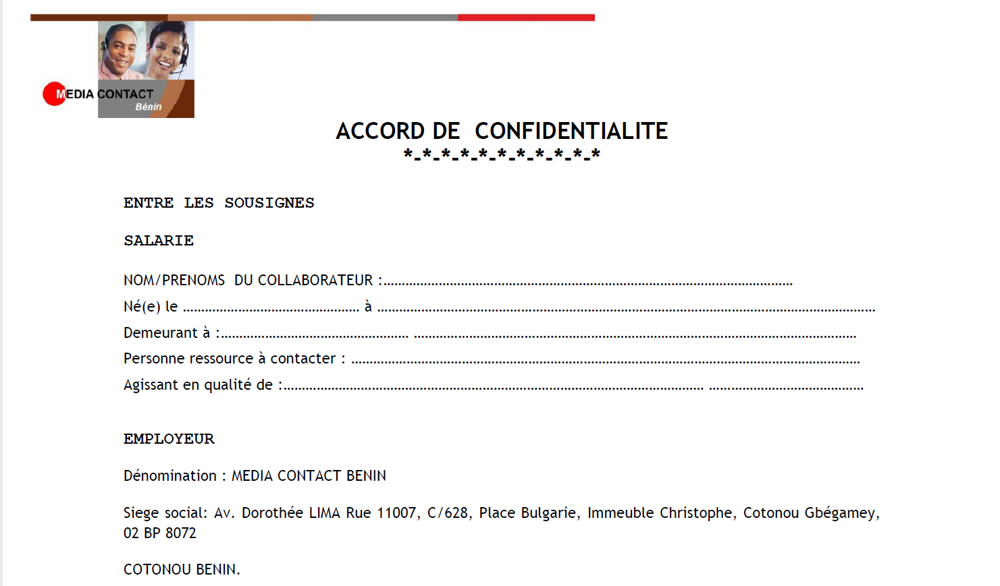 MEDIA CONTACT
Bénin
ACCORD DE CONFIDENTIALITE
*-*-*-*-*-*-*-*-*-*-*
ENTRE LES SOUSIGNES
SALARIE
NOM/PRENOMS DU COLLABORATEUR :……………………………………………………………………………………………………
Né(e) le ………………………………………… à ………………………………………………………………………………………………………………………
Demeurant à :…………………………………………… ……………………………………………………………………………………………………………
Personne ressource à contacter : …………………………………………………………………………………………………………………………
Agissant en qualité de :…………………………………………………………………………………………………… ……………………………………
EMPLOYEUR
Dénomination : MEDIA CONTACT BENIN
Siege social: Av. Dorothée LIMA Rue 11007, C/628, Place Bulgarie, Immeuble Christophe, Cotonou Gbégamey,
02 BP 8072
COTONOU BENIN.